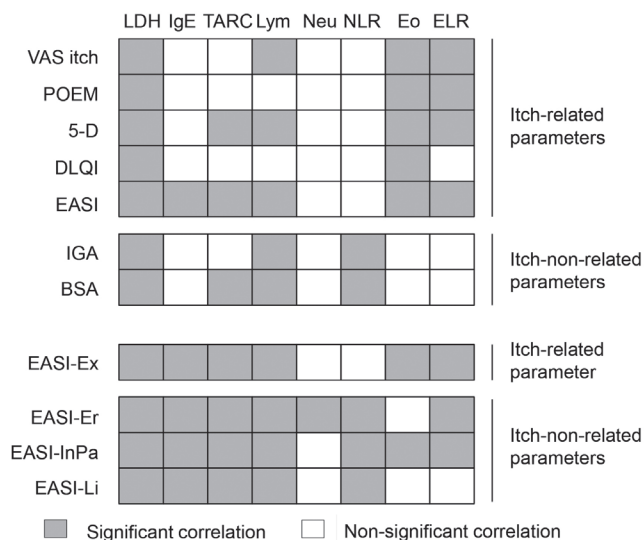 LDH IgE TARC Lym Neu NLR Eo ELR
VAS itch
POEM
5-D
DLQI
EASI
Itch-related
parameters
IGA
BSA
Itch-non-related
parameters
EASI-Ex
Itch-related
parameter
EASI-Er
EASI-InPa
EASI-Li
Itch-non-related
parameters
Significant correlation
Non-significant correlation